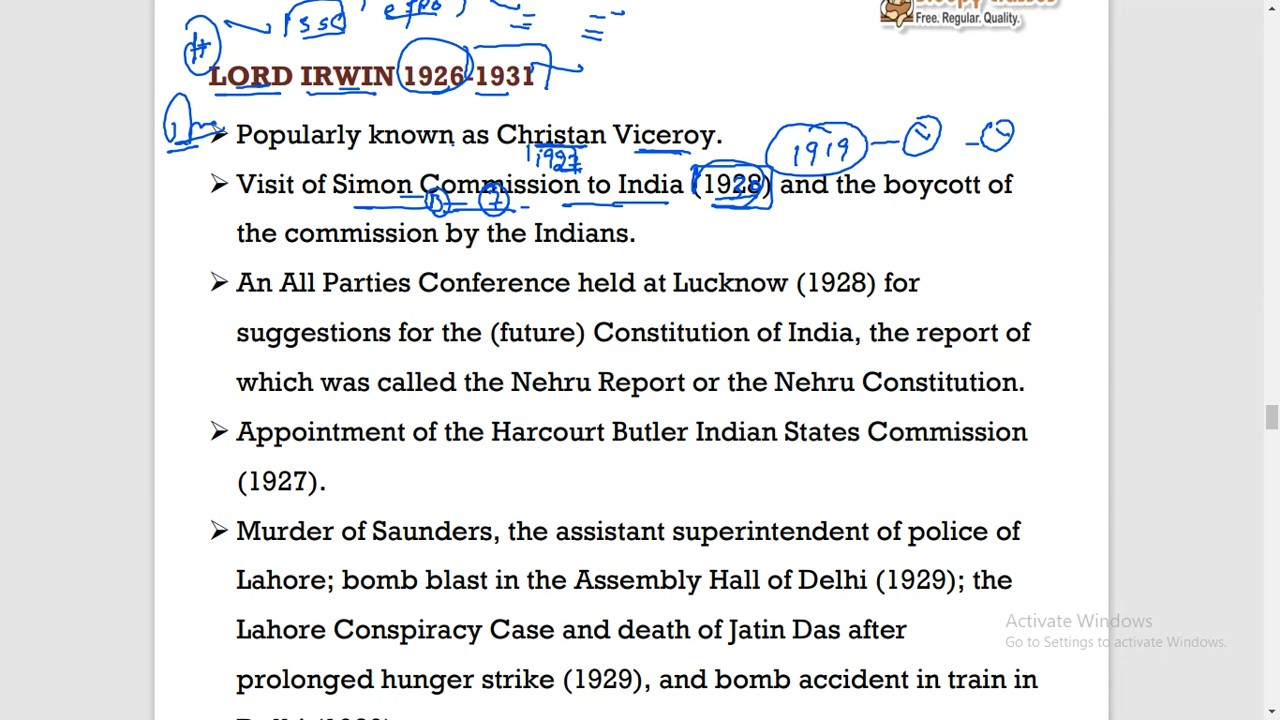 SSC
Free. Regular. Quality.
LORD IRWIN 1926-1931
Popularly known as Christan Viceroy.
1919
1927
Visit of Simon Commission to India (1928) and the boycott of
7
the commission by the Indians.
An All Parties Conference held at Lucknow (1928) for
suggestions for the (future) Constitution of India, the report of
which was called the Nehru Report or the Nehru Constitution.
Appointment of the Harcourt Butler Indian States Commission
(1927).
Murder of Saunders, the assistant superintendent of police of
Lahore; bomb blast in the Assembly Hall of Delhi (1929); the
Lahore Conspiracy Case and death of Jatin Das after
prolonged hunger strike (1929), and bomb accident in train in
Activate Windows
Go to Settings to activate Windows.